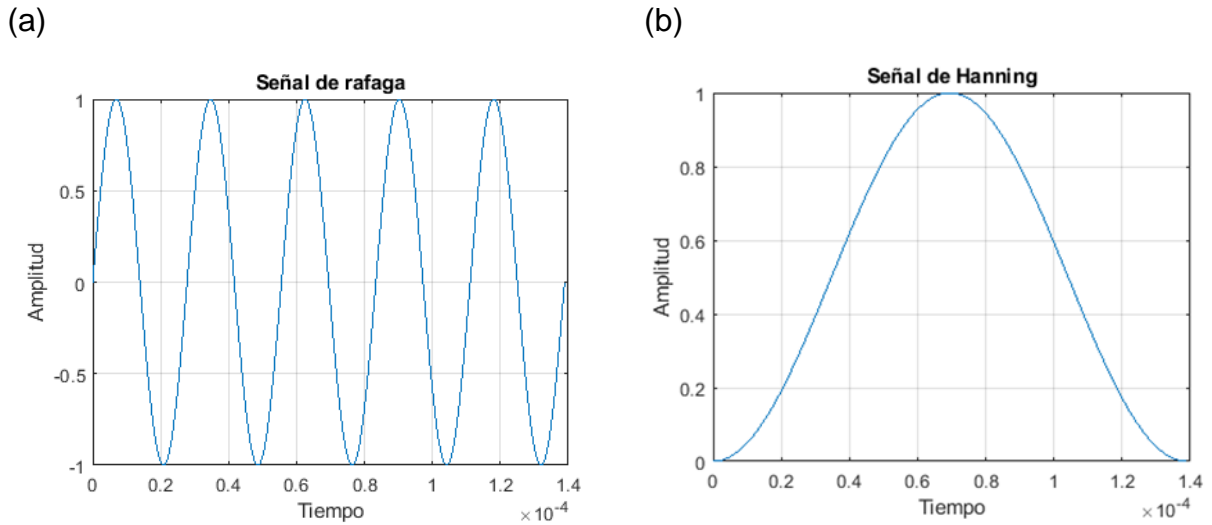 (a)
Señal de rafaga
1
0.5
0
-0.5
-1
Amplitud
0 0.2 0.4 0.6 0.8 1 1.2 1.4
Tiempo
×10-4
(b)
Señal de Hanning
1
0.8
0.6
0.4
0.2
0
Amplitud
0 0.2 0.4 0.6 0.8 1 1.2 1.4
Tiempo
×10-4